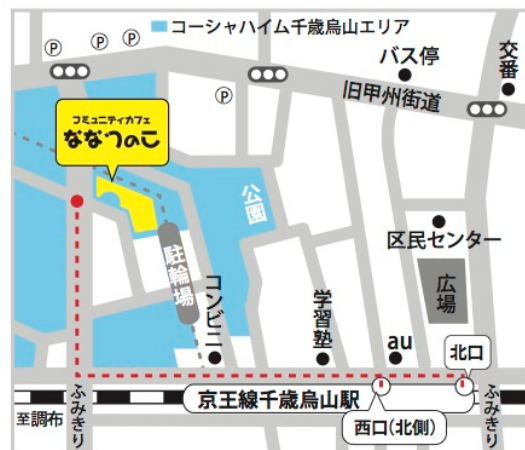 コーシャハイム千歳烏山エリア
P
P
P
バス停
交番
P
旧甲州街道
コミュニティカフェ
ななつのこ
公園
区民センター
駐輪場
広場
コンビニ
学習塾
au
北口
京王線千歳烏山駅
至調布
ふみきり
西口(北側)
ふみきり